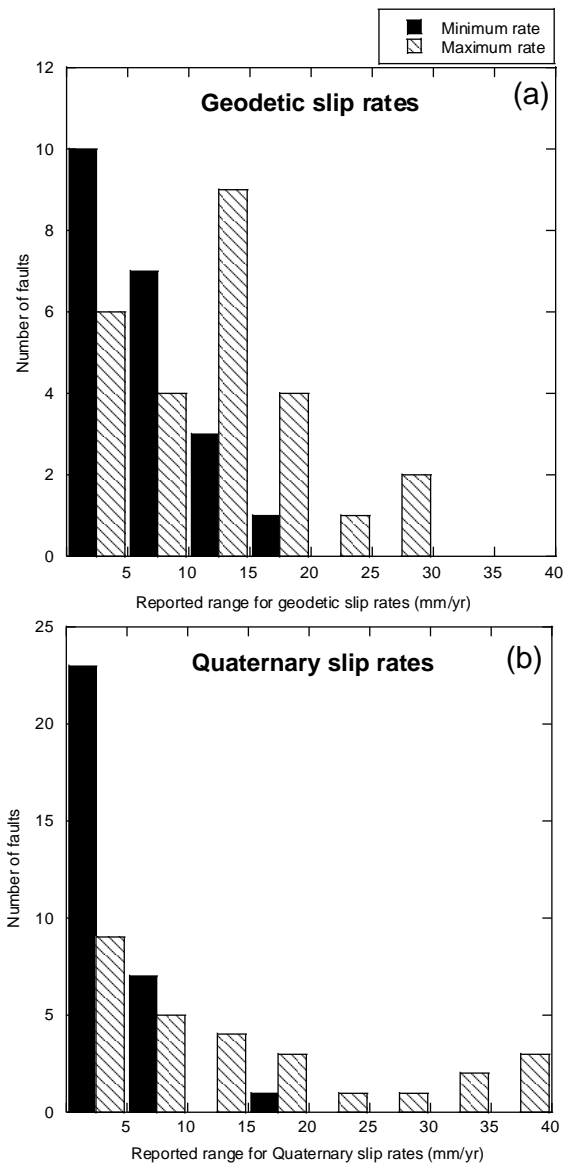 Minimum rate
Maximum rate
(a)
Geodetic slip rates
12
10
8
6
4
2
0
Number of faults
5 10 15 20 25 30 35 40
Reported range for geodetic slip rates (mm/yr)
(b)
Quaternary slip rates
25
20
15
10
5
0
Number of faults
5 10 15 20 25 30 35 40
Reported range for Quaternary slip rates (mm/yr)